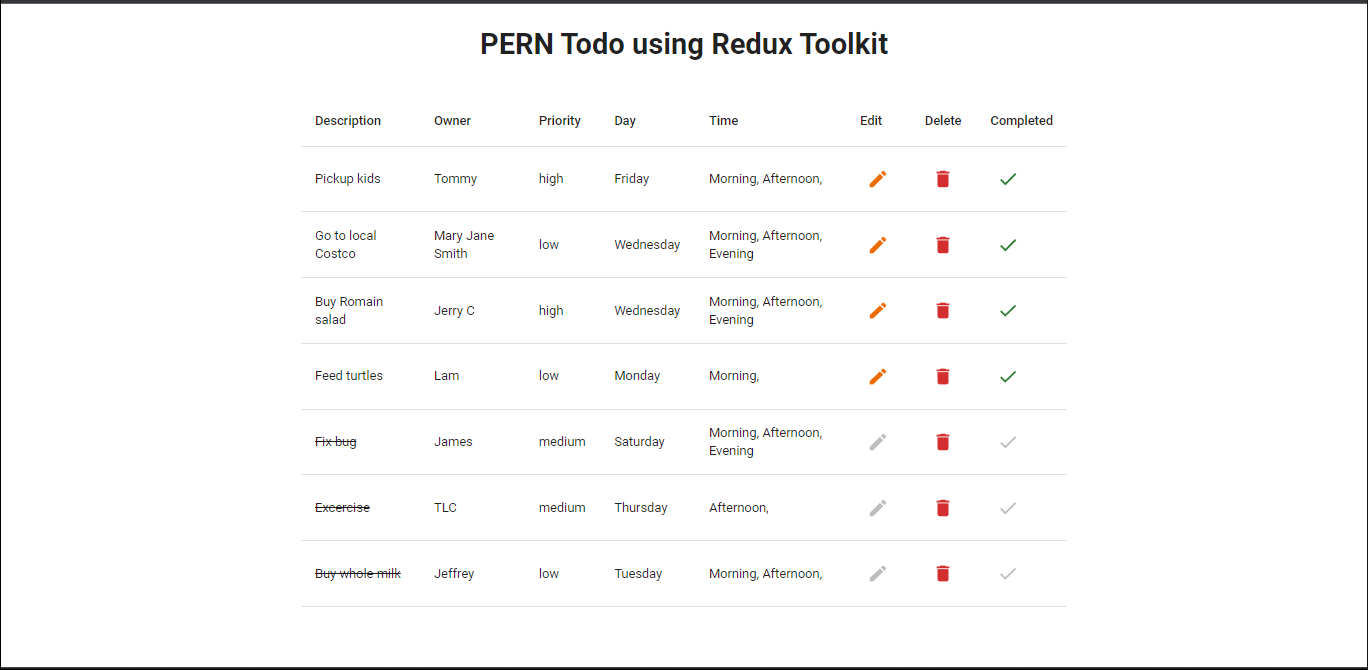 PERN Todo using Redux Toolkit
Description Owner Priority Day Time Edit Delete Completed
Pickup kids Tommy high Friday Morning, Afternoon,
Go to local
Costco
Mary Jane
Smith
low Wednesday
Morning, Afternoon,
Evening
Buy Romain
salad
Jerry C high Wednesday
Morning, Afternoon,
Evening
Feed turtles Lam low Monday Morning,
Fix bug James medium Saturday
Morning, Afternoon,
Evening
Excercise TLC medium Thursday Afternoon,
Buy whole milk Jeffrey low Tuesday Morning, Afternoon,